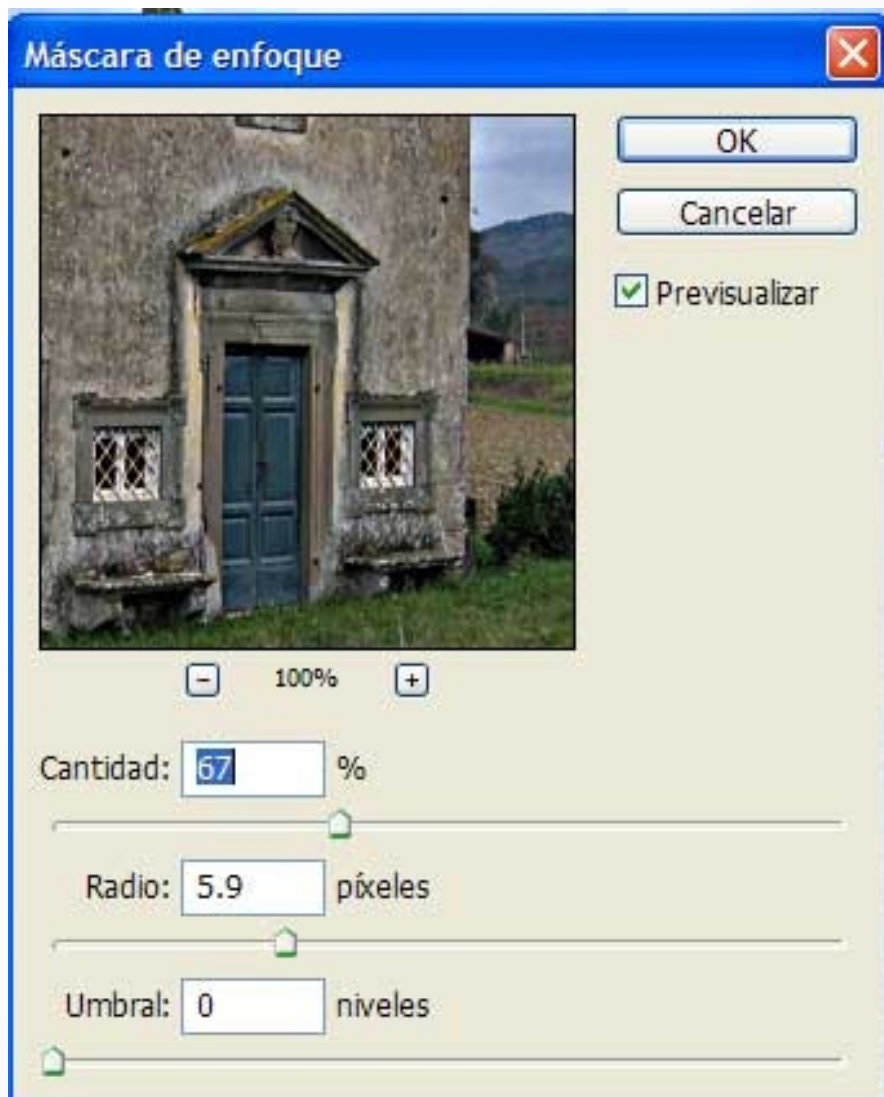 Máscara de enfoque
OK
Cancelar
Previsualizar
- 100% +
Cantidad: 67 %
Radio: 5.9 píxeles
Umbral: 0 niveles